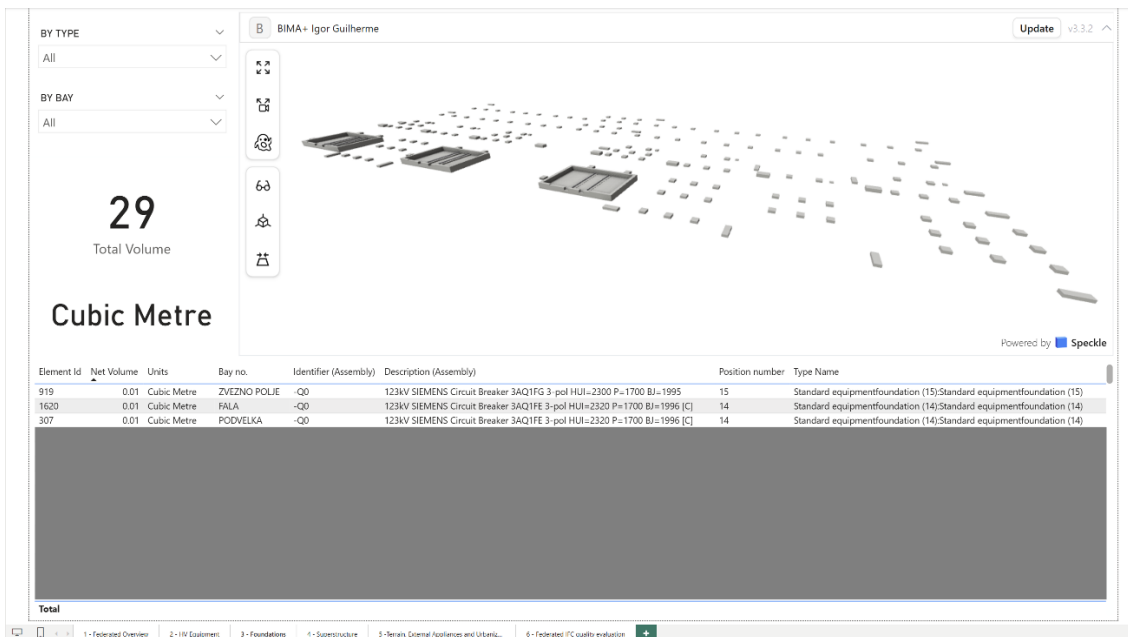 BY TYPE
All
BY BAY
All
29
Total Volume
Cubic Metre
B BIMA+ Igor Guilherme
Update v3.3.2
Powered by Speckle
Element Id Net Volume Units Bay no. Identifier (Assembly) Description (Assembly) Position number Type Name
919 0.01 Cubic Metre ZVEZNO POLJE -Q0 123kV SIEMENS Circuit Breaker 3AQ1FG 3-pol HUI=2300 P=1700 BJ=1995 15 Standard equipmentfoundation (15):Standard equipmentfoundation (15)
1620 0.01 Cubic Metre FALA -Q0 123kV SIEMENS Circuit Breaker 3AQ1FE 3-pol HUI=2320 P=1700 BJ=1996 [C] 14 Standard equipmentfoundation (14):Standard equipmentfoundation (14)
307 0.01 Cubic Metre PODVELKA -Q0 123kV SIEMENS Circuit Breaker 3AQ1FE 3-pol HUI=2320 P=1700 BJ=1996 [C] 14 Standard equipmentfoundation (14):Standard equipmentfoundation (14)
Total
1 - Federated Overview 2 - HV Equipment 3 - Foundations 4 - Superstructure 5 -Terrain, External Appliances and Urbaniz... 6 - Federated IFC quality evaluation +